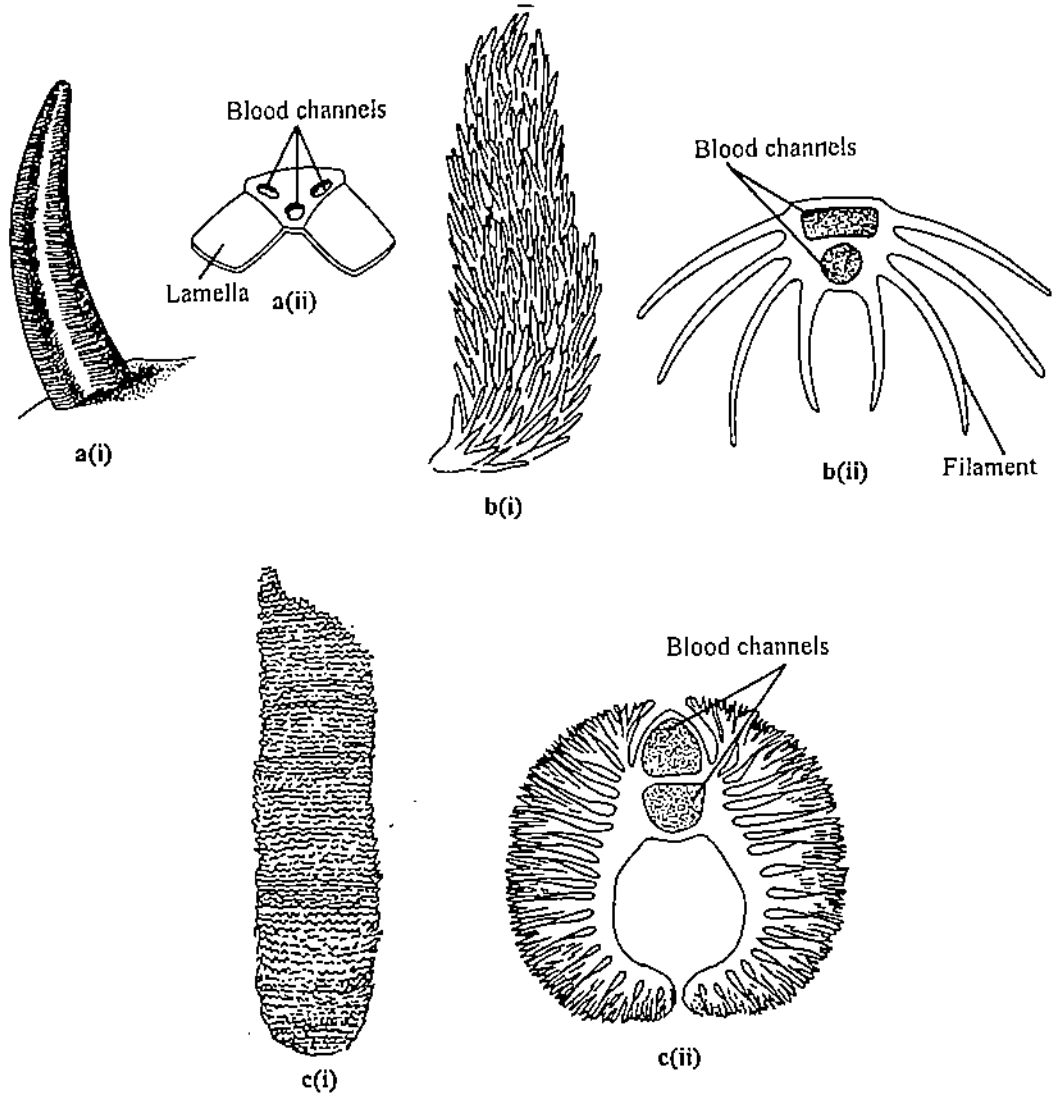 Blood channels
Lamella
a(ii)
a(i)
b(i)
Blood channels
Filament
b(ii)
c(i)
Blood channels
c(ii)